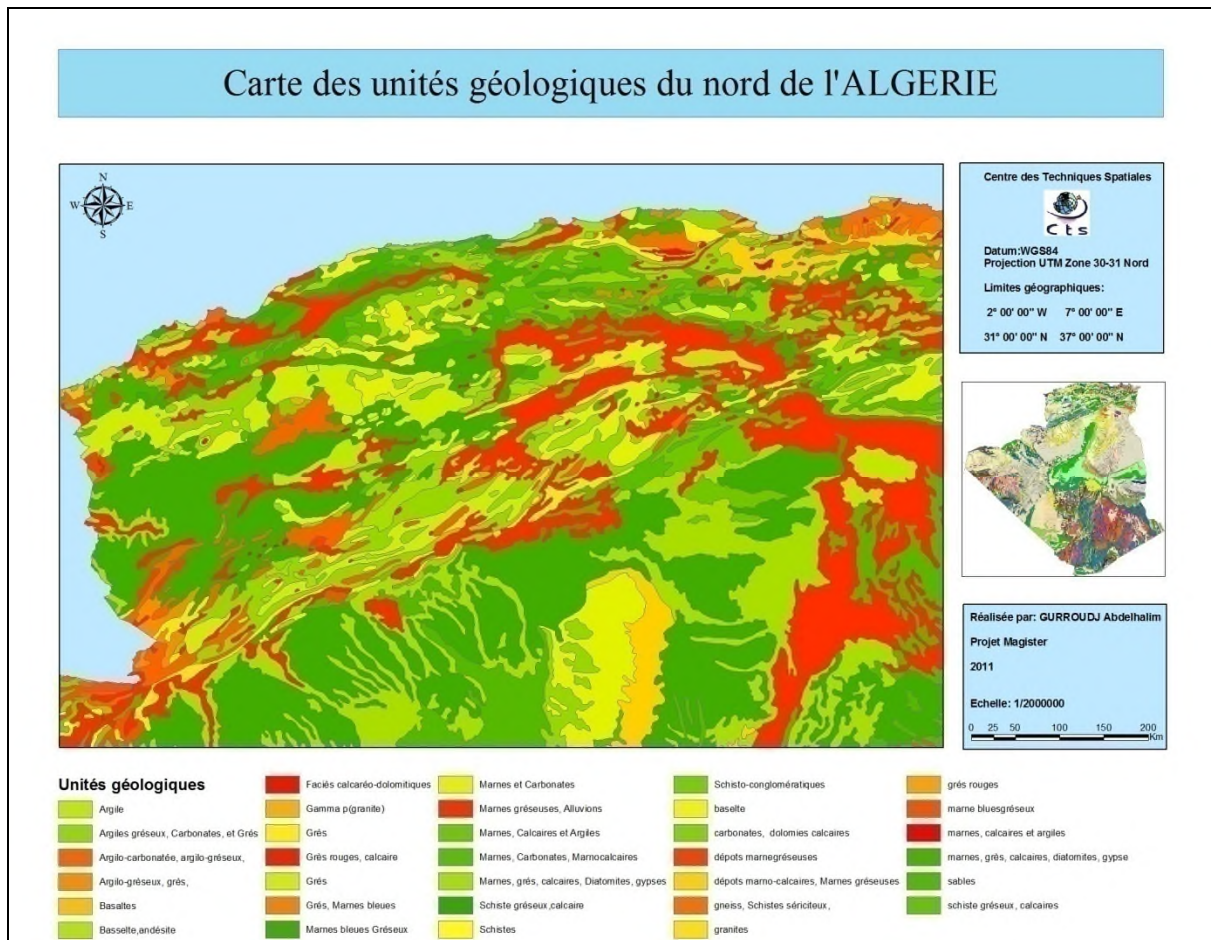 Carte des unités géologiques du nord de l'ALGERIE
N
W E
S
Centre des Techniques Spatiales
Cts
Datum:WGS84
Projection UTM Zone 30-31 Nord
Limites géographiques:
2° 00' 00" W 7° 00' 00" E
31° 00' 00" N 37° 00' 00" N
Réalisée par: GURROUDJ Abdelhalim
Projet Magister
2011
Echelle: 1/2000000
0 25 50 100 150 200
Km
Unités géologiques
Argile
Argiles gréseux, Carbonates, et Grés
Argilo-carbonatée, argilo-gréseux,
Argilo-gréseux, grés,
Basaltes
Basselte,andésite
Faciés calcaréo-dolomitiques
Gamma p(granite)
Grés
Grés rouges, calcaire
Grés
Grés, Marnes bleues
Marnes bleues Gréseux
Marnes et Carbonates
Marnes gréseuses, Alluvions
Marnes, Calcaires et Argiles
Marnes, Carbonates, Marnocalcaires
Marnes, grés, calcaires, Diatomites, gypses
Schiste gréseux,calcaire
Schistes
Schisto-conglomératiques
baselte
carbonates, dolomies calcaires
dépots marnegréseuses
dépots marno-calcaires, Marnes gréseuses
gneiss, Schistes sériciteux,
granites
grés rouges
marne bluesgréseux
marnes, calcaires et argiles
marnes, grés, calcaires, diatomites, gypse
sables
schiste gréseux, calcaires